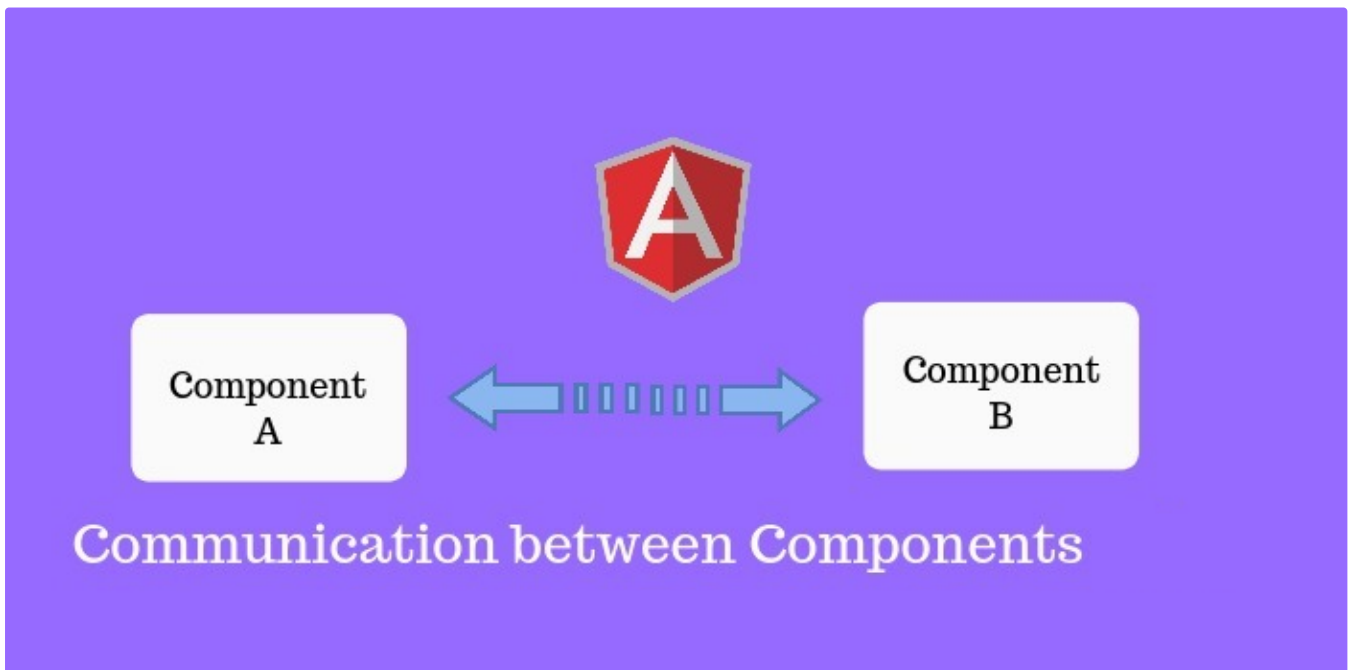 A
Component
A
Component
B
Communication between Components